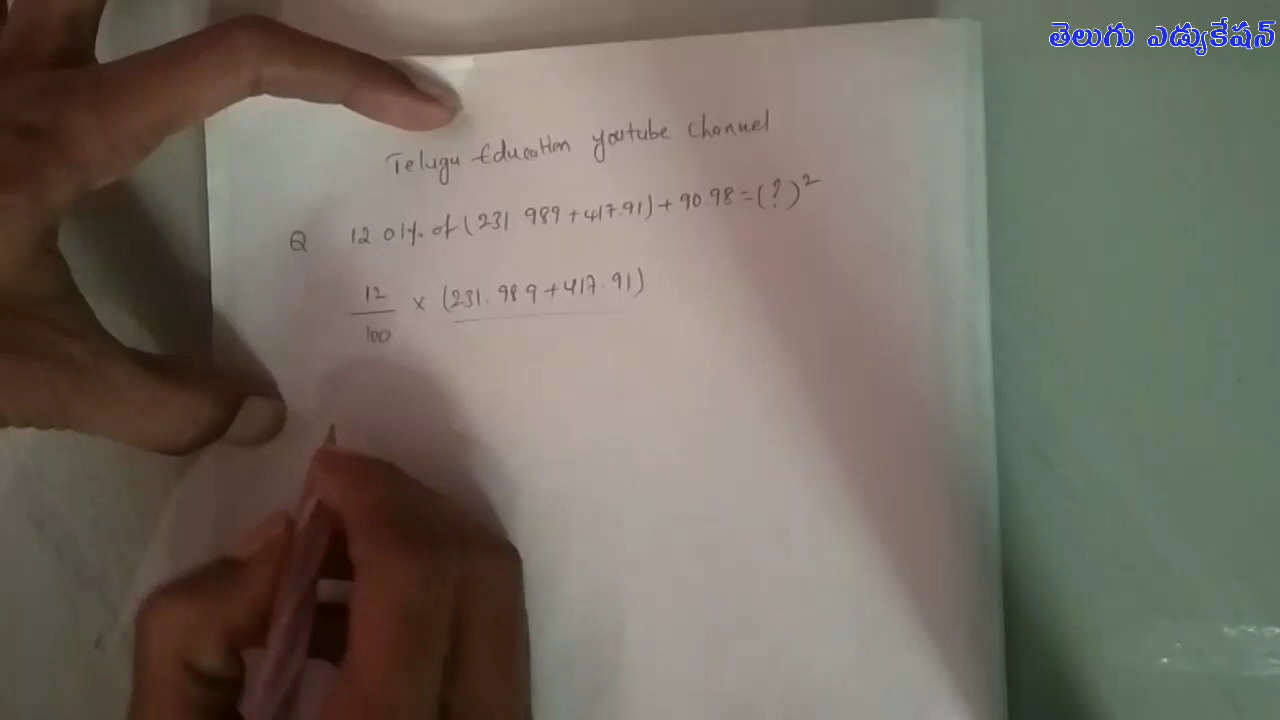 తెలుగు ఎడ్యుకేషన్
Telugu Education Youtube Channel
Q 12 01% of (231 989 + 417.91) + 90.98 = (?)²
12/100 × (231.989 + 417.91)